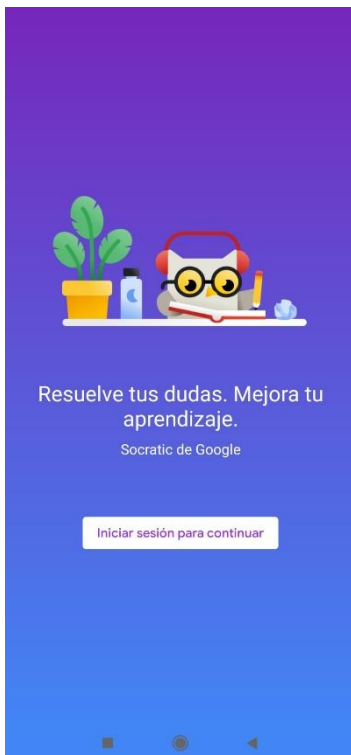 Resuelve tus dudas. Mejora tu
aprendizaje.
Socratic de Google
Iniciar sesión para continuar